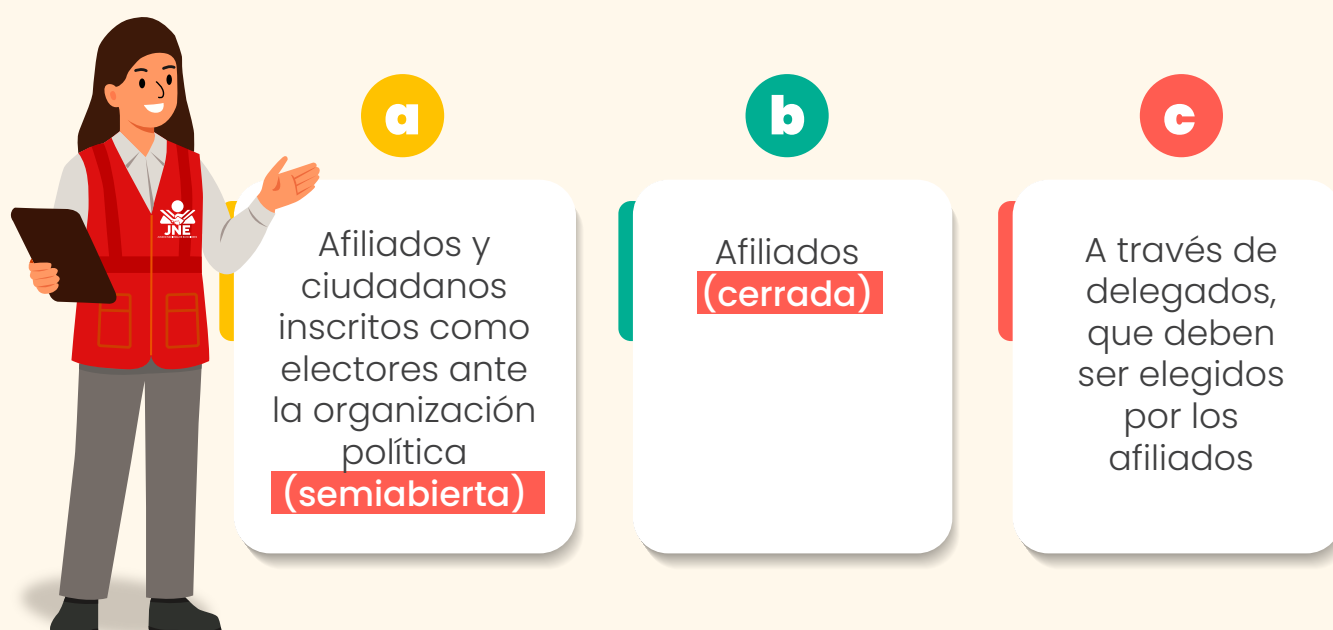 a
Afiliados y
ciudadanos
inscritos como
electores ante
la organización
política
(semiabierta)
b
Afiliados
(cerrada)
c
A través de
delegados,
que deben
ser elegidos
por los
afiliados
JNE